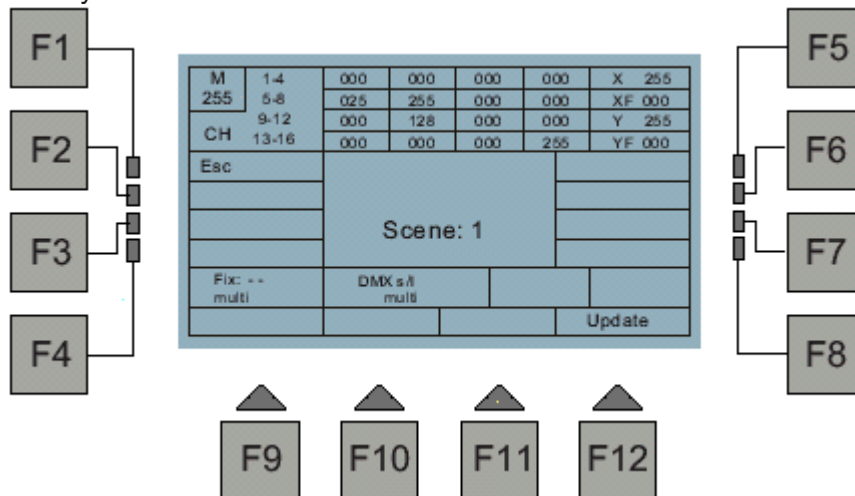 F1
F2
F3
F4
M 1-4 000 000 000 000 X 255
255 5-8 025 255 000 000 XF 000
9-12 000 128 000 000 Y 255
CH 13-16 000 000 000 255 YF 000
Esc
Scene: 1
Fix: - - DMX s/l
multi multi
Update
F5
F6
F7
F8
F9 F10 F11 F12